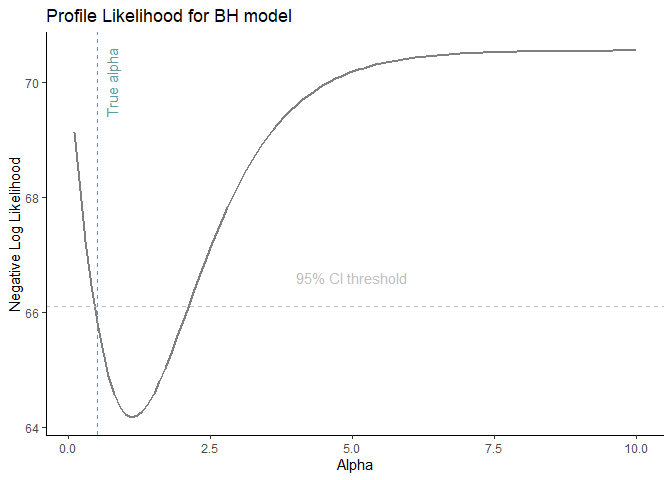 Profile Likelihood for BH model
True alpha
95% CI threshold
Negative Log Likelihood
70
68
66
64
0.0
2.5
5.0
7.5
10.0
Alpha